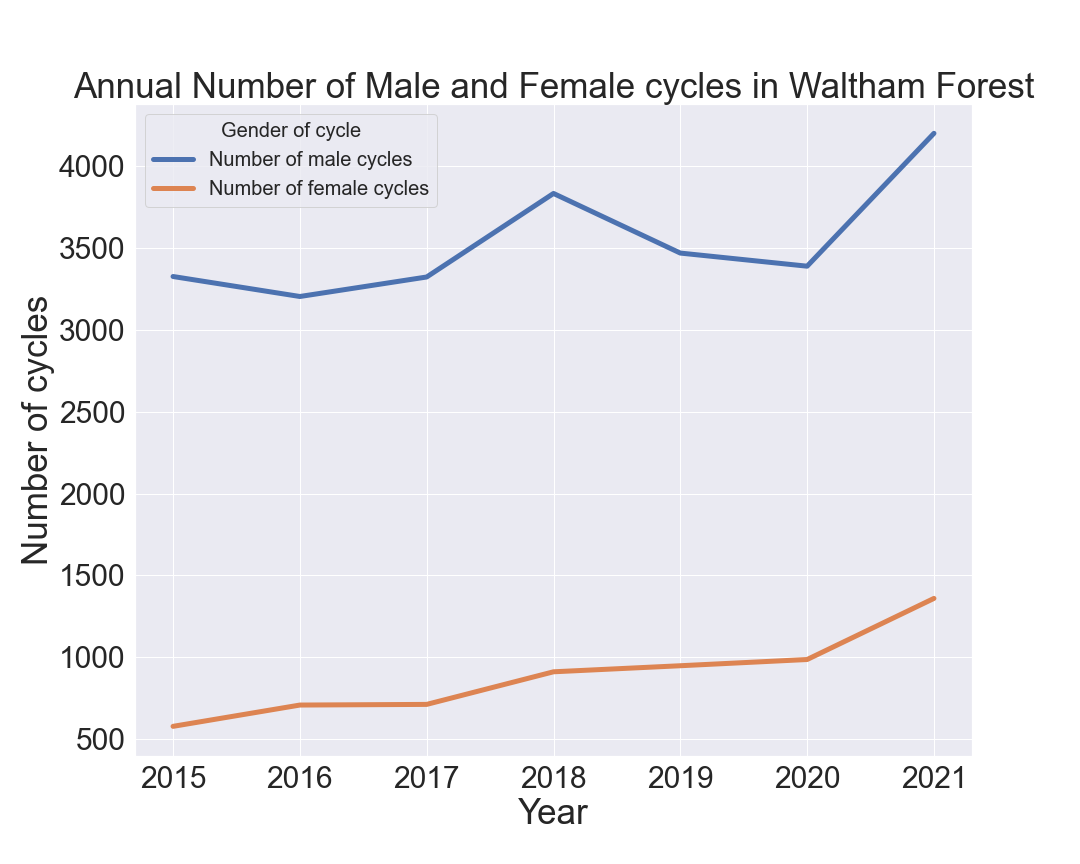 Annual Number of Male and Female cycles in Waltham Forest
Gender of cycle
Number of male cycles
Number of female cycles
4000
3500
3000
2500
2000
1500
1000
500
Number of cycles
2015 2016 2017 2018 2019 2020 2021
Year